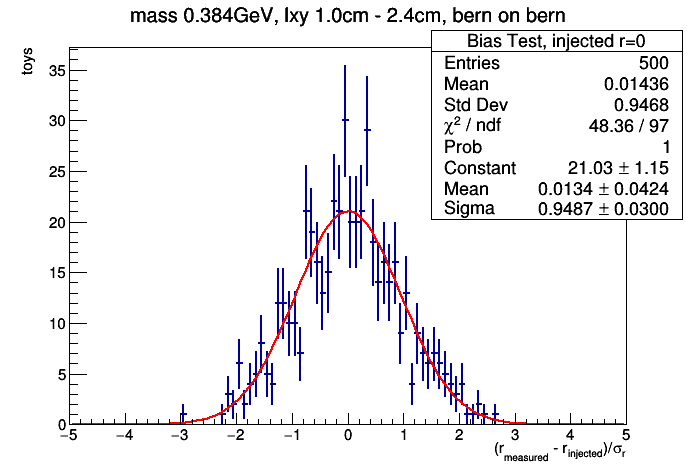 mass 0.384GeV, lxy 1.0cm - 2.4cm, bern on bern
Bias Test, injected r=0
Entries 500
Mean 0.01436
Std Dev 0.9468
χ² / ndf 48.36 / 97
Prob 1
Constant 21.03 ± 1.15
Mean 0.0134 ± 0.0424
Sigma 0.9487 ± 0.0300
toys
35
30
25
20
15
10
5
0
−5 −4 −3 −2 −1 0 1 2 3 4 5
(r_measured - r_injected)/σ_r